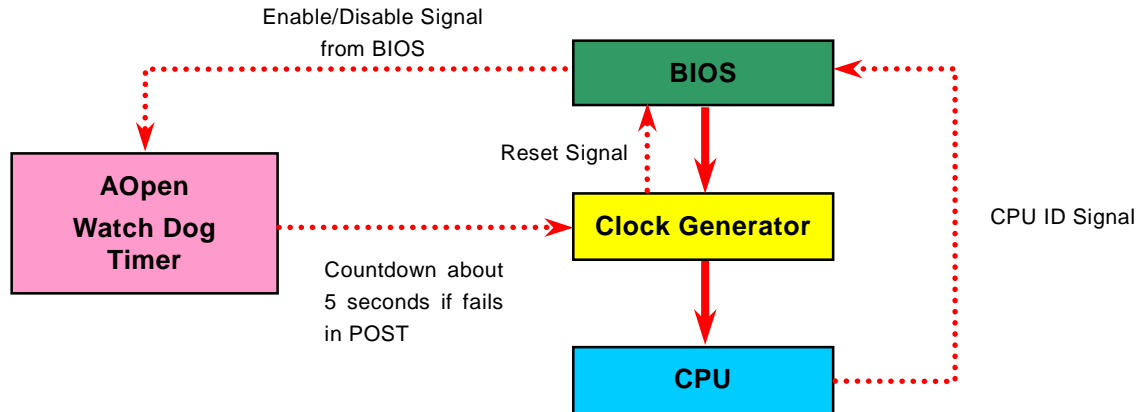 Enable/Disable Signal
from BIOS
BIOS
Reset Signal
AOpen
Watch Dog
Timer
Clock Generator
CPU ID Signal
Countdown about
5 seconds if fails
in POST
CPU